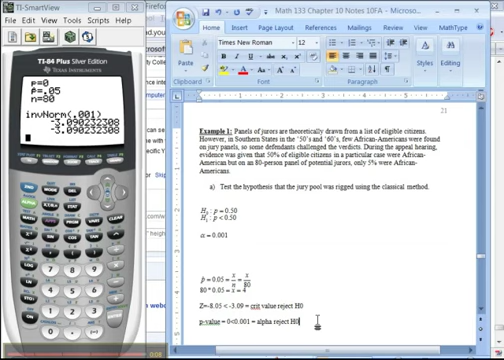 TI-SmartView
Math 133 Chapter 10 Notes 10FA - Microso...
Home Insert Page Layout References Mailings Review View MathType
TI-84 Plus Silver Edition
TEXAS INSTRUMENTS
p=0
p̂=.05
n=80
invNorm(.001)
-3.090232308
-3.090232308
Times New Roman 12
Paste
Clipboard Font
Paragraph
Styles
Editing
21
Example 1: Panels of jurors are theoretically drawn from a list of eligible citizens.
However, in Southern States in the '50's and '60's, few African-Americans were found
on jury panels, so some defendants challenged the verdicts. During the appeal hearing,
evidence was given that 50% of eligible citizens in a particular case were African-
American but on an 80-person panel of potential jurors, only 5% were African-
Americans.
a) Test the hypothesis that the jury pool was rigged using the classical method.
H₀ : p = 0.50
H₁ : p < 0.50
α = 0.001
p̂ = 0.05 = x/n = x/80
80 * 0.05 = x = 4
Z=-8.05 < -3.09 = crit value reject H0
p-value = 0<0.001 = alpha reject H0
0:08